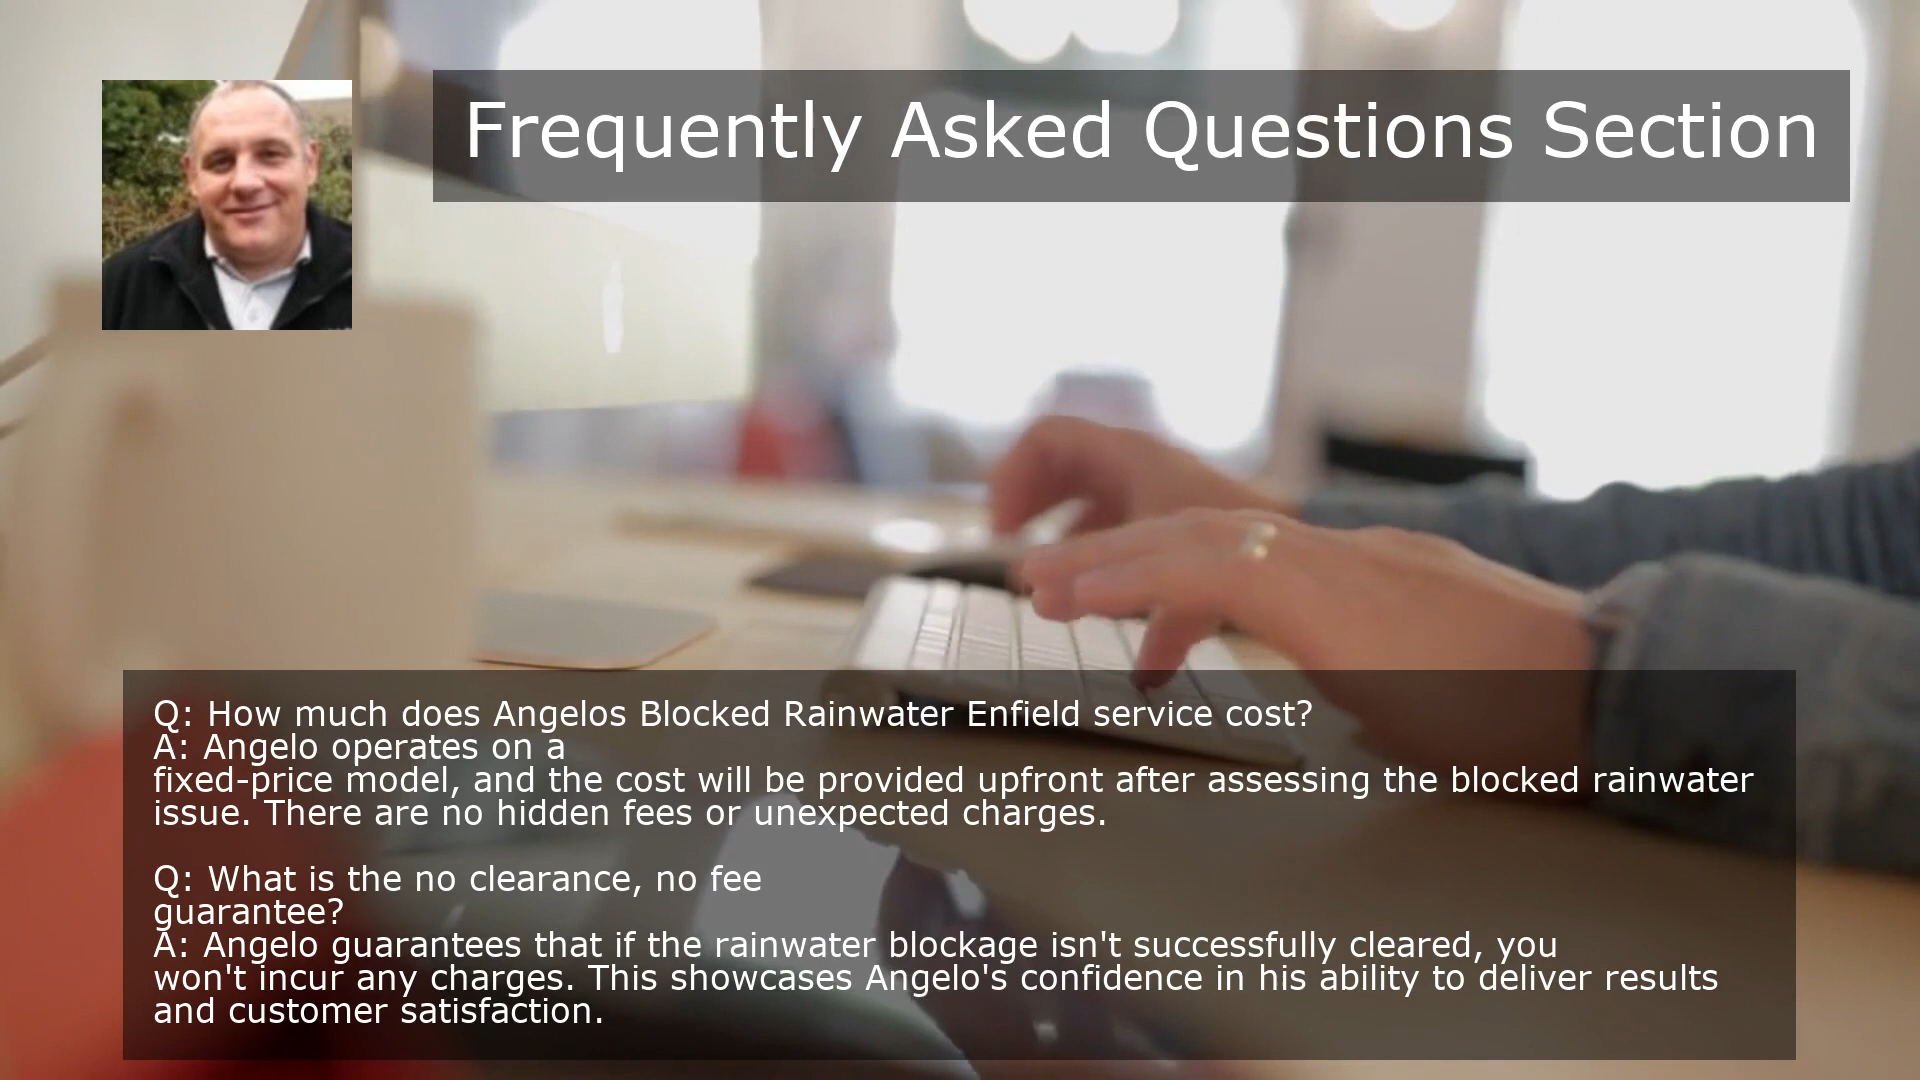 Frequently Asked Questions Section
Q: How much does Angelos Blocked Rainwater Enfield service cost?
A: Angelo operates on a
fixed-price model, and the cost will be provided upfront after assessing the blocked rainwater
issue. There are no hidden fees or unexpected charges.
Q: What is the no clearance, no fee
guarantee?
A: Angelo guarantees that if the rainwater blockage isn't successfully cleared, you
won't incur any charges. This showcases Angelo's confidence in his ability to deliver results
and customer satisfaction.